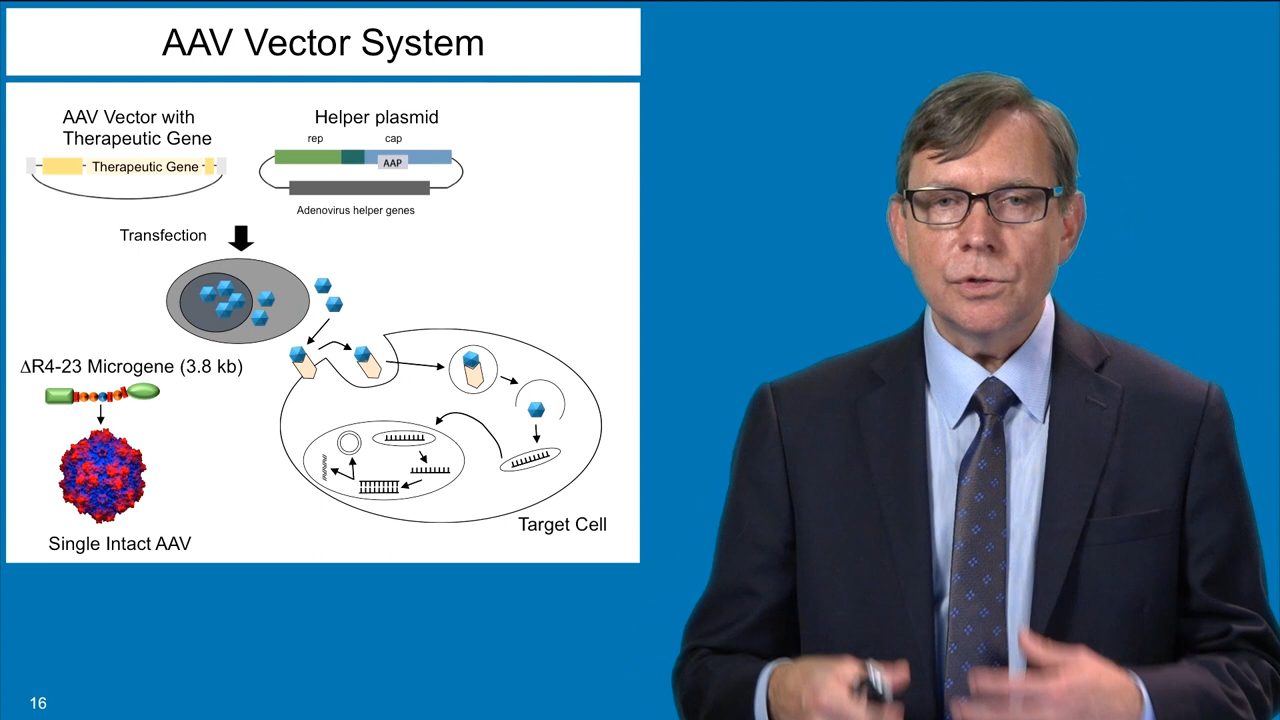 AAV Vector System
AAV Vector with
Therapeutic Gene
Therapeutic Gene
Helper plasmid
rep
cap
AAP
Adenovirus helper genes
Transfection
ΔR4-23 Microgene (3.8 kb)
Single Intact AAV
Target Cell
16